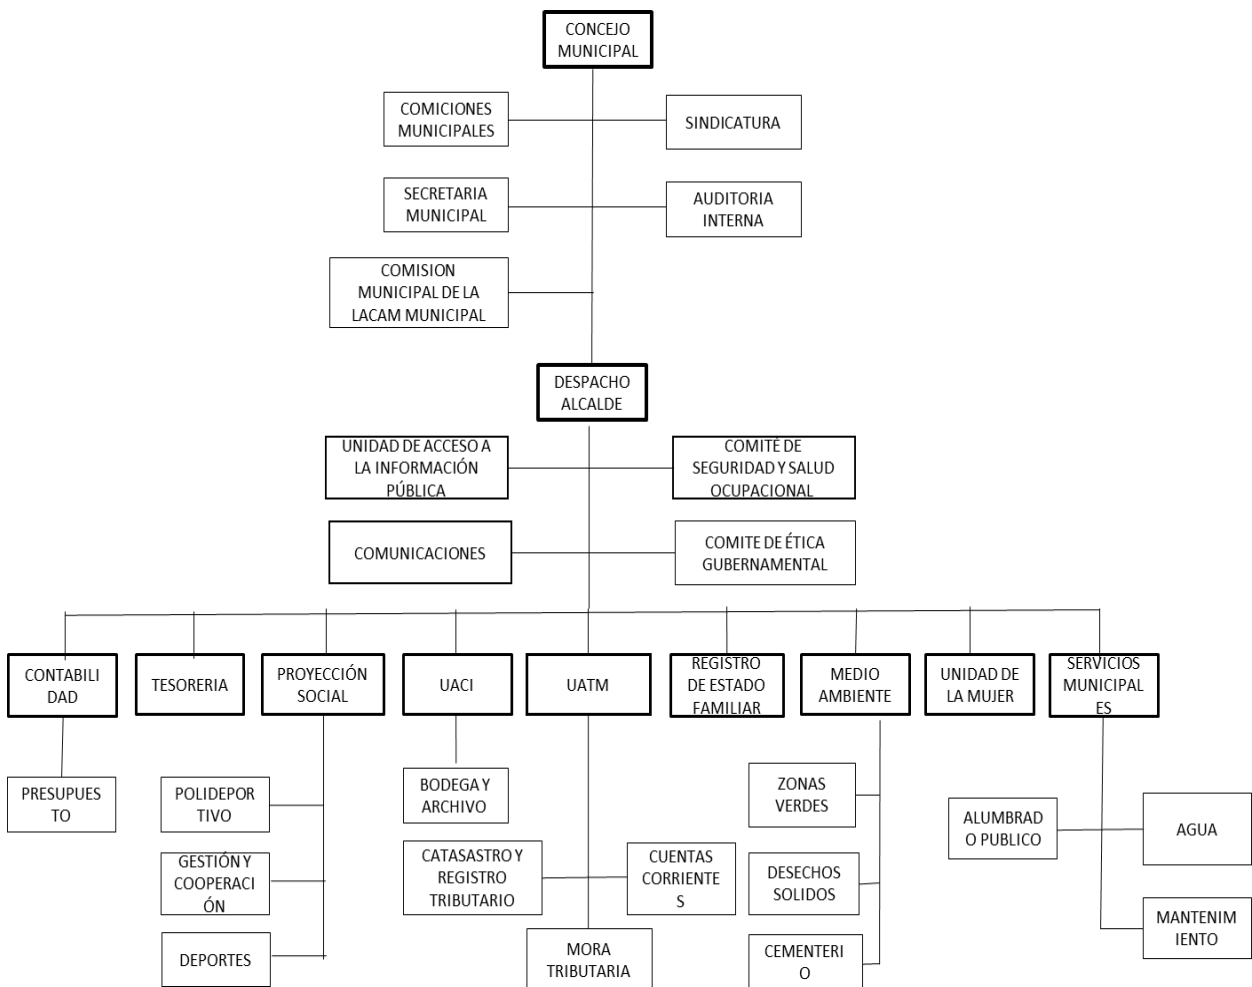 CONCEJO
MUNICIPAL
COMICIONES
MUNICIPALES
SINDICATURA
SECRETARIA
MUNICIPAL
AUDITORIA
INTERNA
COMISION
MUNICIPAL DE LA
LACAM MUNICIPAL
DESPACHO
ALCALDE
UNIDAD DE ACCESO A
LA INFORMACIÓN
PÚBLICA
COMITÉ DE
SEGURIDAD Y SALUD
OCUPACIONAL
COMUNICACIONES
COMITE DE ÉTICA
GUBERNAMENTAL
CONTABILI
DAD
TESORERIA
PROYECCIÓN
SOCIAL
UACI
UATM
REGISTRO
DE ESTADO
FAMILIAR
MEDIO
AMBIENTE
UNIDAD DE
LA MUJER
SERVICIOS
MUNICIPAL
ES
PRESUPUES
TO
POLIDEPOR
TIVO
BODEGA Y
ARCHIVO
ZONAS
VERDES
ALUMBRAD
O PUBLICO
AGUA
GESTIÓN Y
COOPERACI
ÓN
CATASASTRO Y
REGISTRO
TRIBUTARIO
CUENTAS
CORRIENTE
S
DESECHOS
SOLIDOS
DEPORTES
MORA
TRIBUTARIA
CEMENTERI
O
MANTENIM
IENTO